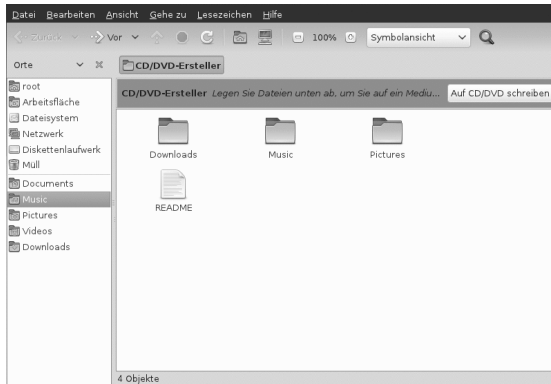 Datei Bearbeiten Ansicht Gehe zu Lesezeichen Hilfe
Zurück Vor 100% Symbolansicht
Orte CD/DVD-Ersteller
CD/DVD-Ersteller Legen Sie Dateien unten ab, um Sie auf ein Mediu... Auf CD/DVD schreiben
root
Arbeitsfläche
Dateisystem
Netzwerk
Diskettenlaufwerk
Müll
Documents
Music
Pictures
Videos
Downloads
Downloads Music Pictures
README
4 Objekte